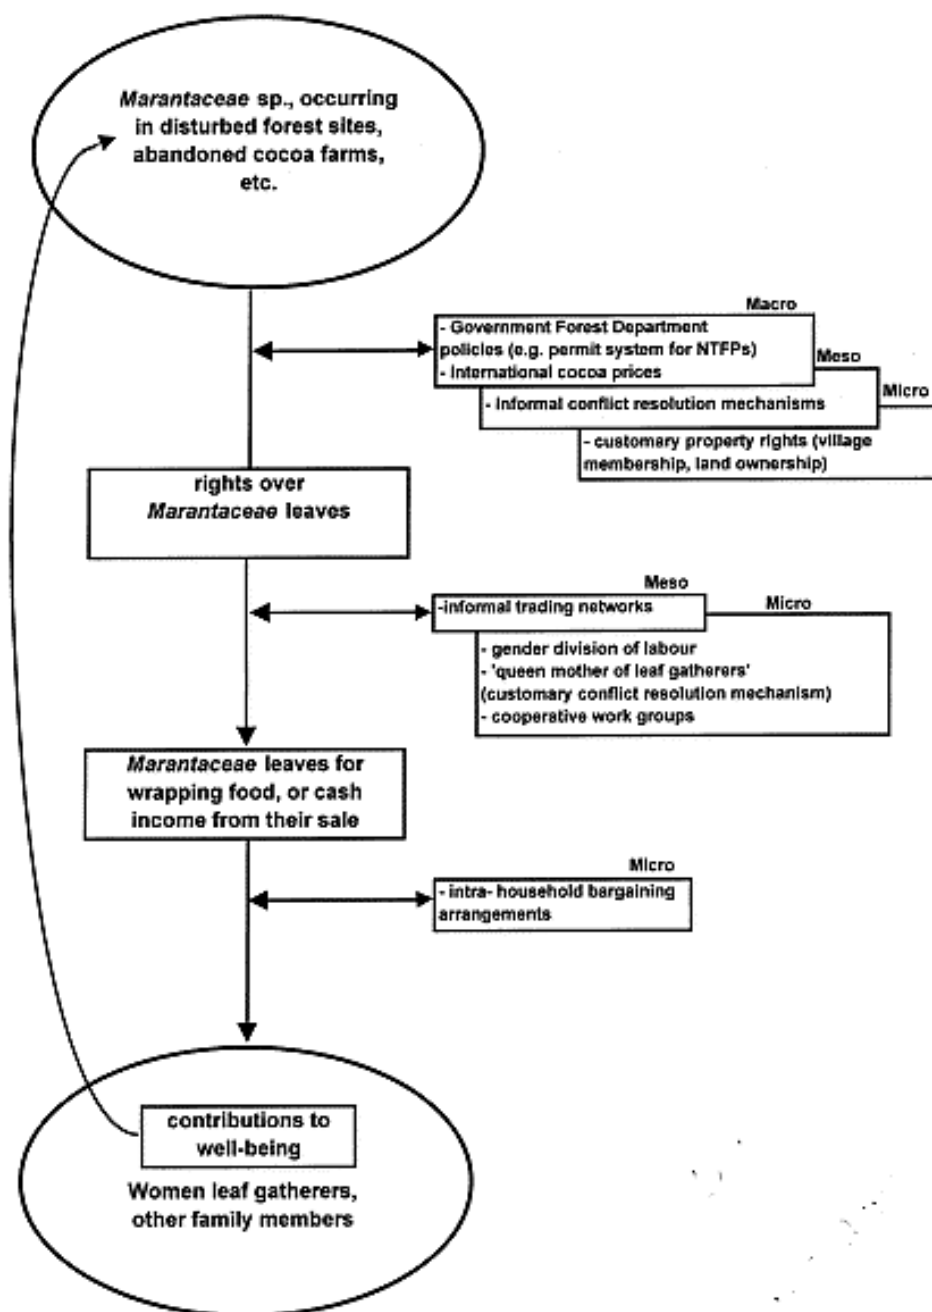 Marantaceae sp., occurring
in disturbed forest sites,
abandoned cocoa farms,
etc.
Macro
- Government Forest Department
policies (e.g. permit system for NTFPs)
- International cocoa prices
Meso
- Informal conflict resolution mechanisms
Micro
- customary property rights (village
membership, land ownership)
rights over
Marantaceae leaves
Meso
-informal trading networks
Micro
- gender division of labour
- 'queen mother of leaf gatherers'
(customary conflict resolution mechanism)
- cooperative work groups
Marantaceae leaves for
wrapping food, or cash
income from their sale
Micro
- intra- household bargaining
arrangements
contributions to
well-being
Women leaf gatherers,
other family members